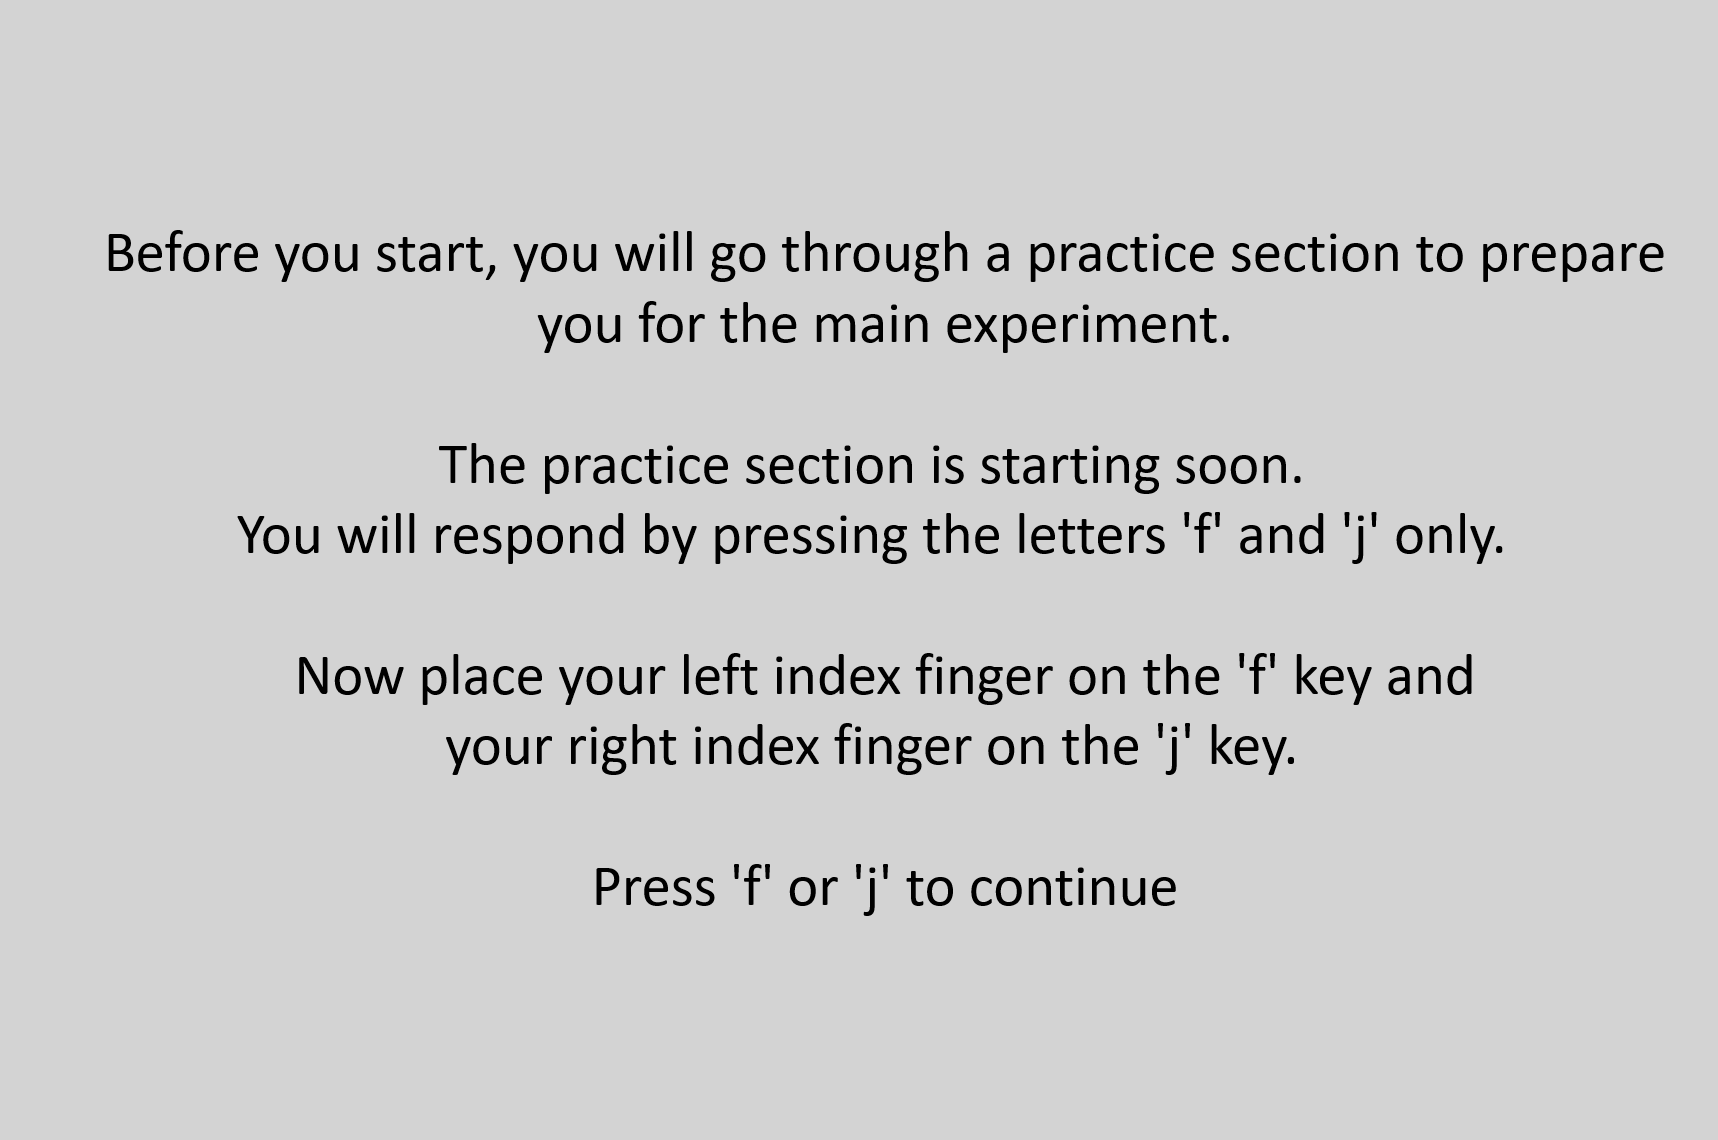 Before you start, you will go through a practice section to prepare
you for the main experiment.
The practice section is starting soon.
You will respond by pressing the letters 'f' and 'j' only.
Now place your left index finger on the 'f' key and
your right index finger on the 'j' key.
Press 'f' or 'j' to continue